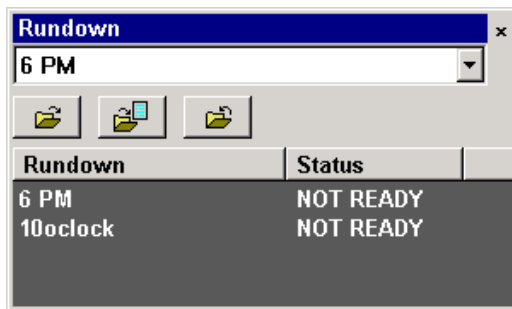 Rundown
6 PM
Rundown Status
6 PM NOT READY
10oclock NOT READY